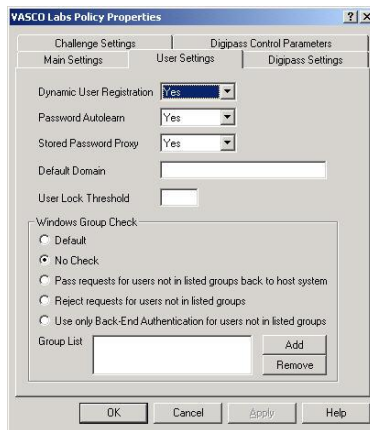 VASCO Labs Policy Properties
Challenge Settings Digipass Control Parameters
Main Settings User Settings Digipass Settings
Dynamic User Registration Yes
Password Autolearn Yes
Stored Password Proxy Yes
Default Domain
User Lock Threshold
Windows Group Check
Default
No Check
Pass requests for users not in listed groups back to host system
Reject requests for users not in listed groups
Use only Back-End Authentication for users not in listed groups
Group List Add
Remove
OK Cancel Apply Help